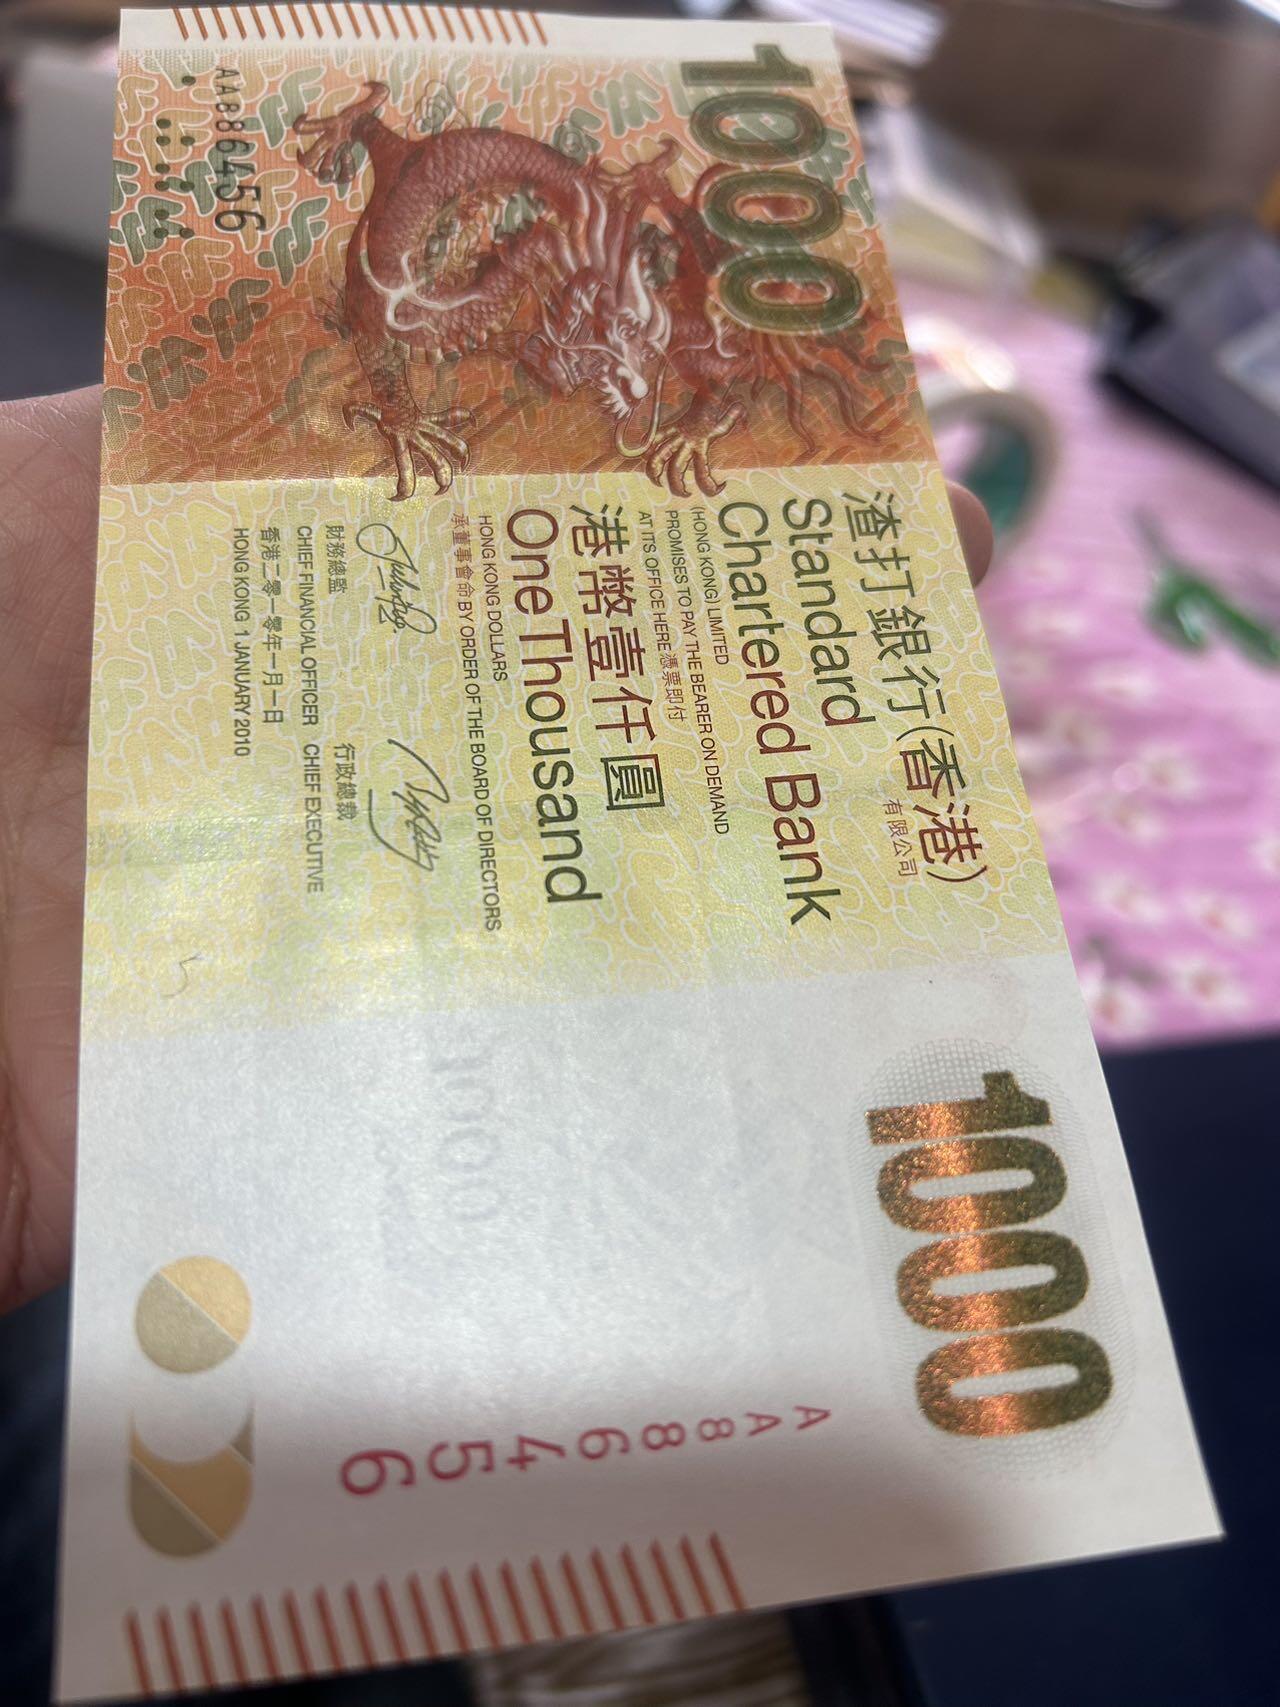 1000
AA886456
渣打銀行(香港)
有限公司
Standard
Chartered Bank
(HONG KONG) LIMITED
PROMISES TO PAY THE BEARER ON DEMAND
AT ITS OFFICE HERE 憑票即付
港幣壹仟圓
One Thousand
HONG KONG DOLLARS
承董事會命 BY ORDER OF THE BOARD OF DIRECTORS
財務總監 行政總裁
CHIEF FINANCIAL OFFICER CHIEF EXECUTIVE
香港二零一零年一月一日
HONG KONG 1 JANUARY 2010
1000
1000
AA886456